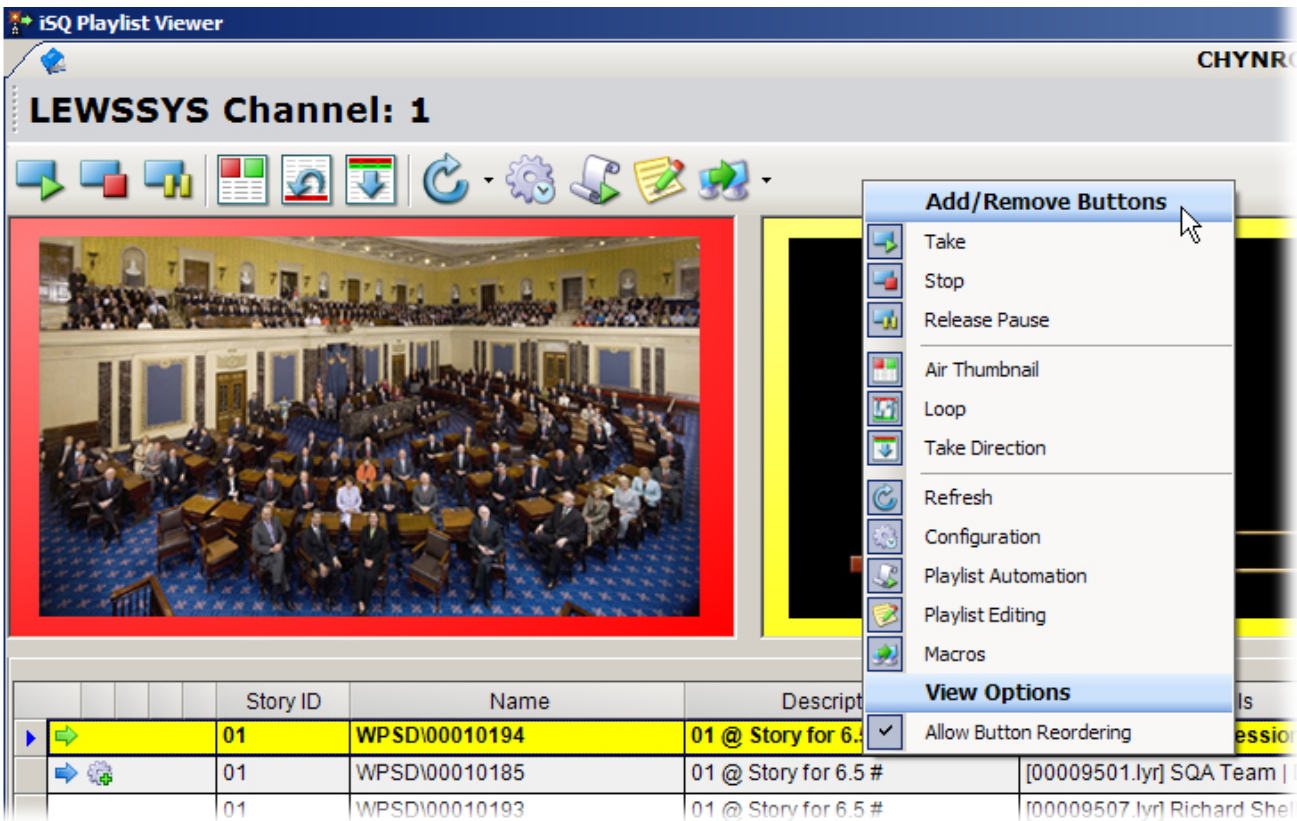 iSQ Playlist Viewer
CHYNR
LEWSSYS Channel: 1
Add/Remove Buttons
Take
Stop
Release Pause
Air Thumbnail
Loop
Take Direction
Refresh
Configuration
Playlist Automation
Playlist Editing
Macros
View Options
Allow Button Reordering
Story ID Name Descript ls
01 WPSD\00010194 01 @ Story for 6. essio
01 WPSD\00010185 01 @ Story for 6.5 # [00009501.lyr] SQA Team |
01 WPSD\00010193 01 @ Story for 6.5 # [00009507.lyr] Richard Shel